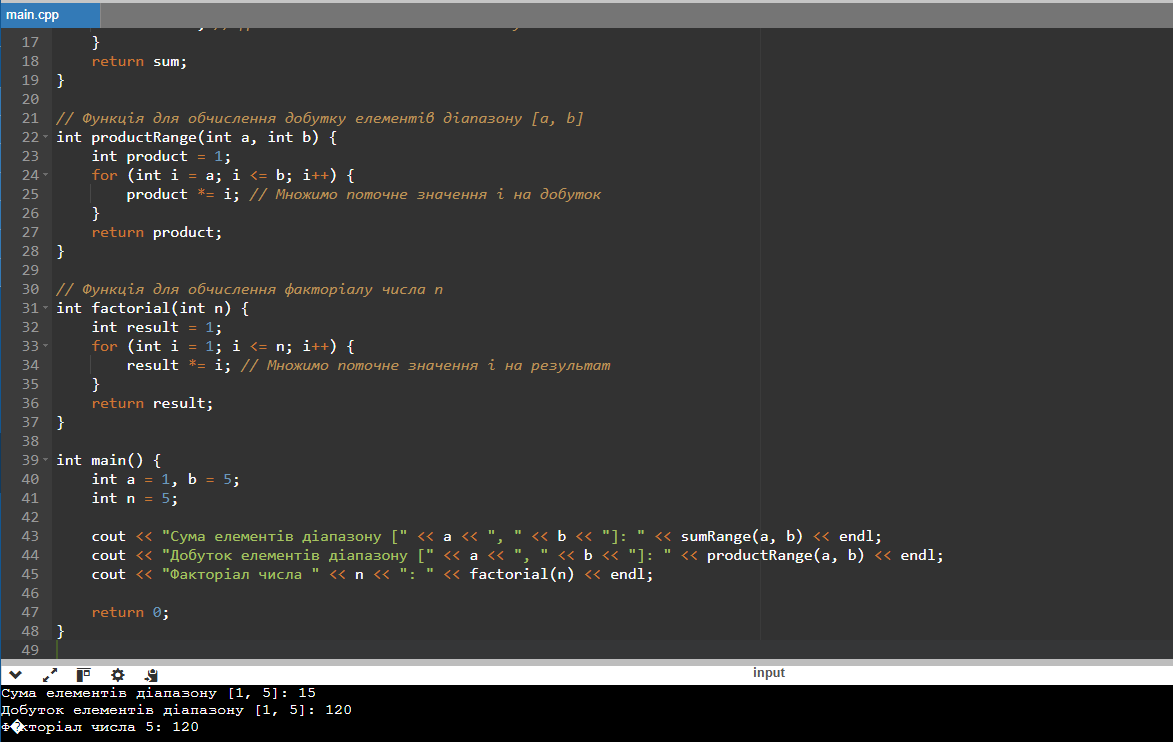 main.cpp
17 }
18 return sum;
19 }
20
21 // Функція для обчислення добутку елементів діапазону [a, b]
22 int productRange(int a, int b) {
23 int product = 1;
24 for (int i = a; i <= b; i++) {
25 product *= i; // Множимо поточне значення i на добуток
26 }
27 return product;
28 }
29
30 // Функція для обчислення факторіалу числа n
31 int factorial(int n) {
32 int result = 1;
33 for (int i = 1; i <= n; i++) {
34 result *= i; // Множимо поточне значення i на результат
35 }
36 return result;
37 }
38
39 int main() {
40 int a = 1, b = 5;
41 int n = 5;
42
43 cout << "Сума елементів діапазону [" << a << ", " << b << "]: " << sumRange(a, b) << endl;
44 cout << "Добуток елементів діапазону [" << a << ", " << b << "]: " << productRange(a, b) << endl;
45 cout << "Факторіал числа " << n << ": " << factorial(n) << endl;
46
47 return 0;
48 }
49
input
Сума елементів діапазону [1, 5]: 15
Добуток елементів діапазону [1, 5]: 120
Ф�кторіал числа 5: 120